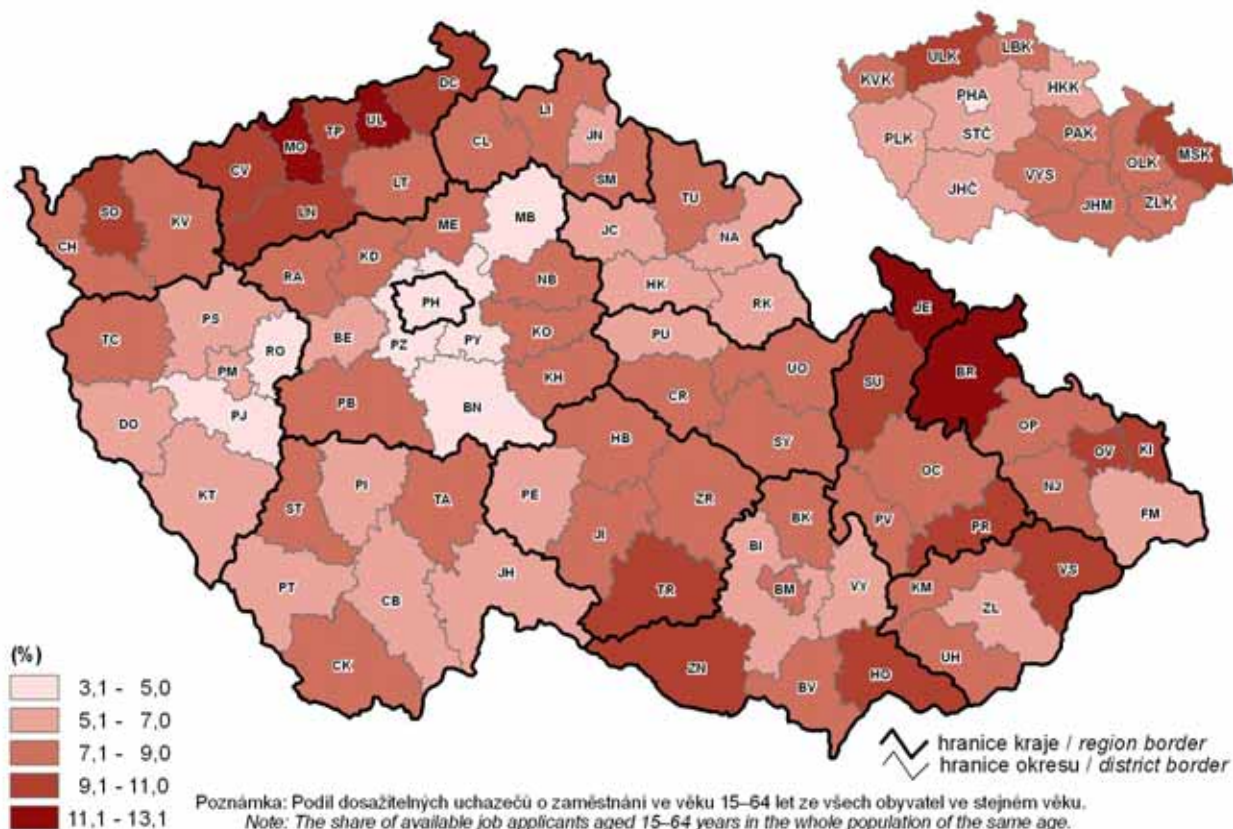 DC
UL
TP
MO
LI
JN
CL
CV
LT
SM
LN
SO
KV
CH
TU
MB
ME
JC
NA
KD
RA
NB
HK
RK
PH
PS
TC
RO
BE
PZ
PY
KO
PU
PM
KH
UO
PB
BN
CR
DO
PJ
HB
SY
KT
PI
TA
PE
ZR
ST
JI
BK
PT
CB
JH
TR
BI
BM
VY
CK
ZN
BV
HO
JE
BR
SU
OP
OV
KI
OC
NJ
FM
PV
PR
KM
VS
ZL
UH
ULK
LBK
KVK
HKK
PHA
STČ
PLK
PAK
MSK
OLK
VYS
JHČ
JHM
ZLK
(%)
3,1 - 5,0
5,1 - 7,0
7,1 - 9,0
9,1 - 11,0
11,1 - 13,1
hranice kraje / region border
hranice okresu / district border
Poznámka: Podíl dosažitelných uchazečů o zaměstnání ve věku 15–64 let ze všech obyvatel ve stejném věku.
Note: The share of available job applicants aged 15–64 years in the whole population of the same age.